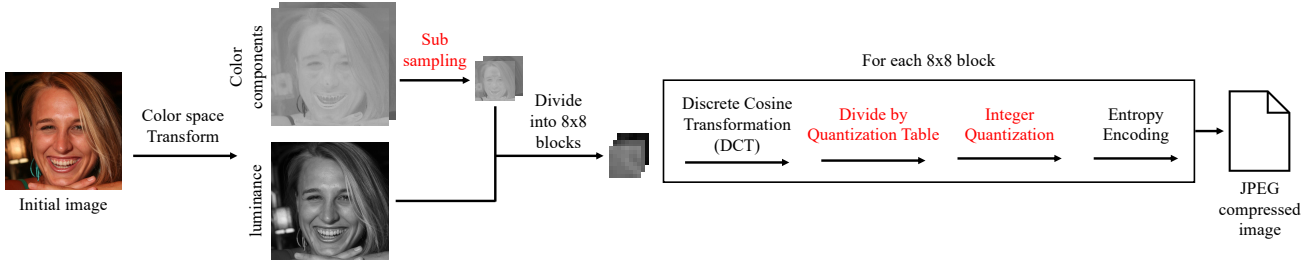 Initial image
Color space
Transform
Color
components
luminance
Sub
sampling
Divide
into 8x8
blocks
For each 8x8 block
Discrete Cosine
Transformation
(DCT)
Divide by
Quantization Table
Integer
Quantization
Entropy
Encoding
JPEG
compressed
image